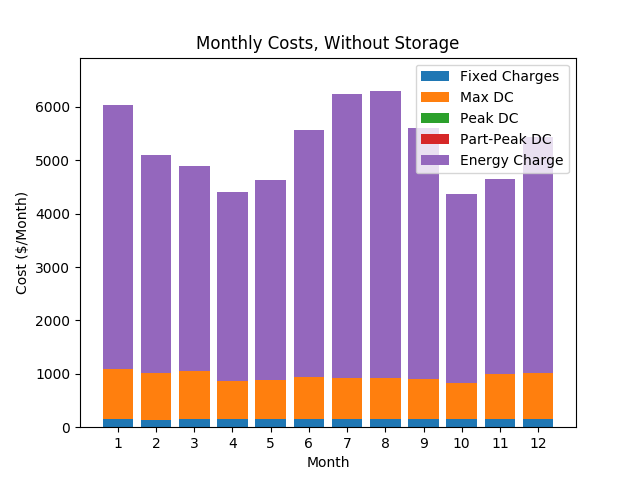 Monthly Costs, Without Storage
Fixed Charges
Max DC
Peak DC
Part-Peak DC
Energy Charge
6000
5000
4000
3000
2000
1000
0
Cost ($/Month)
1 2 3 4 5 6 7 8 9 10 11 12
Month